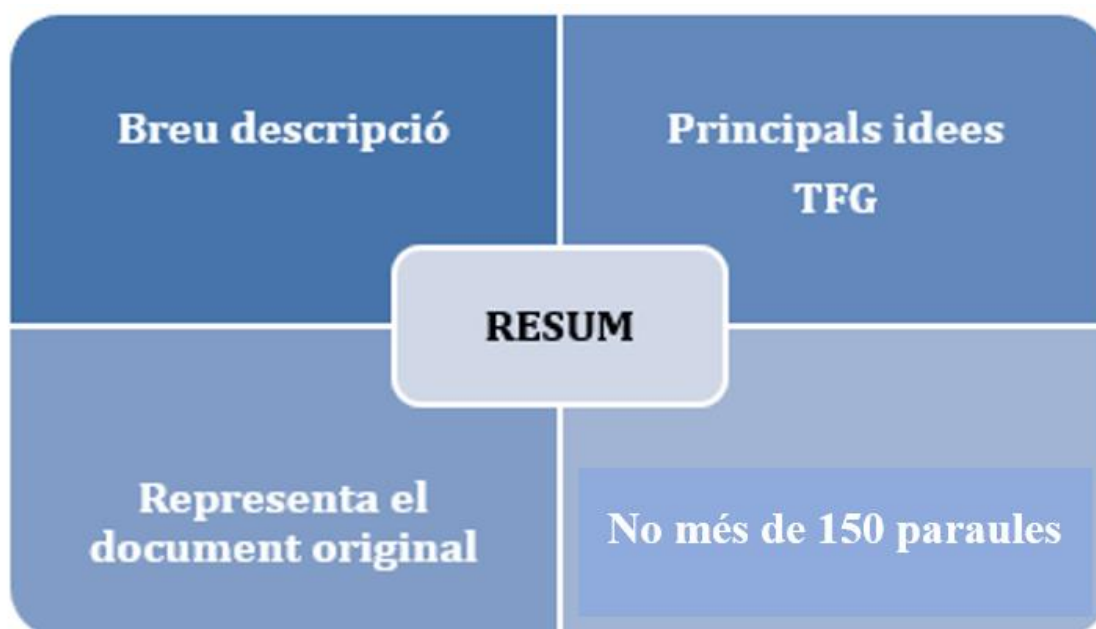 Breu descripció
Principals idees
TFG
RESUM
Representa el
document original
No més de 150 paraules